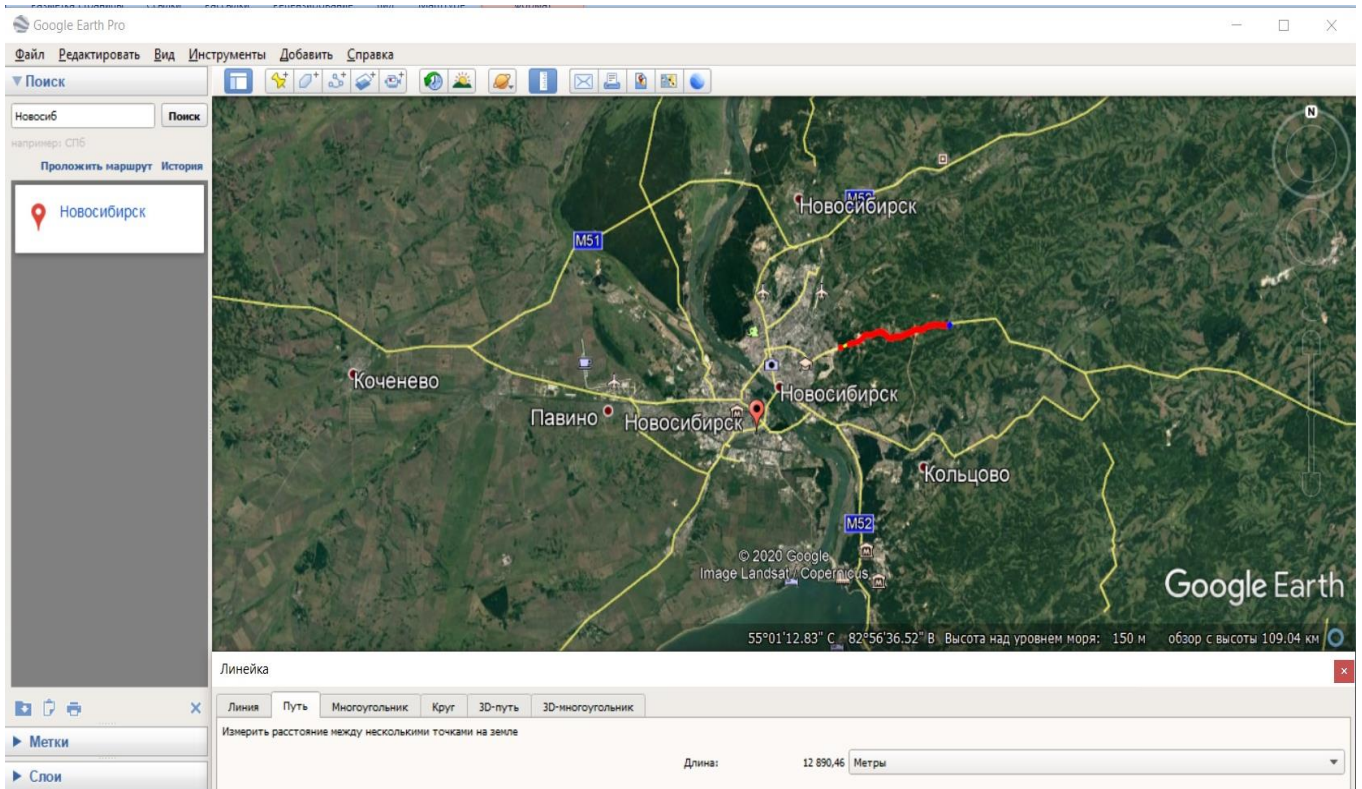 Google Earth Pro
Файл Редактировать Вид Инструменты Добавить Справка
Поиск
Новосиб
Поиск
например: СПб
Проложить маршрут История
Новосибирск
N
M52
Новосибирск
M51
Коченево
Новосибирск
Павино
Новосибирск
Кольцово
M52
© 2020 Google
Image Landsat / Copernicus
Google Earth
55°01'12.83" С 82°56'36.52" В Высота над уровнем моря: 150 м обзор с высоты 109.04 км
Линейка
Линия Путь Многоугольник Круг 3D-путь 3D-многоугольник
Измерить расстояние между несколькими точками на земле
Длина: 12 890,46 Метры
Метки
Слои